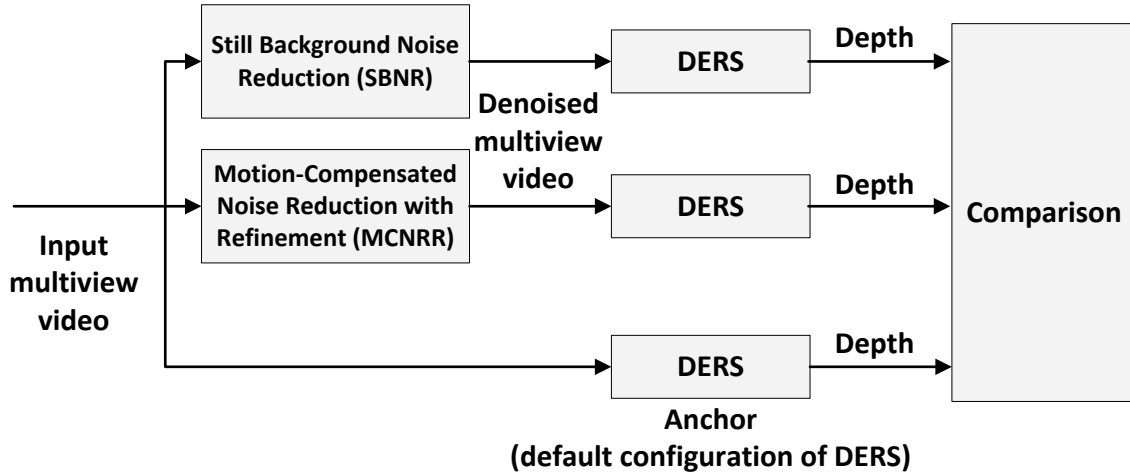 Still Background Noise
Reduction (SBNR)
DERS
Depth
Denoised
multiview
video
Motion-Compensated
Noise Reduction with
Refinement (MCNRR)
DERS
Depth
Comparison
Input
multiview
video
DERS
Depth
Anchor
(default configuration of DERS)